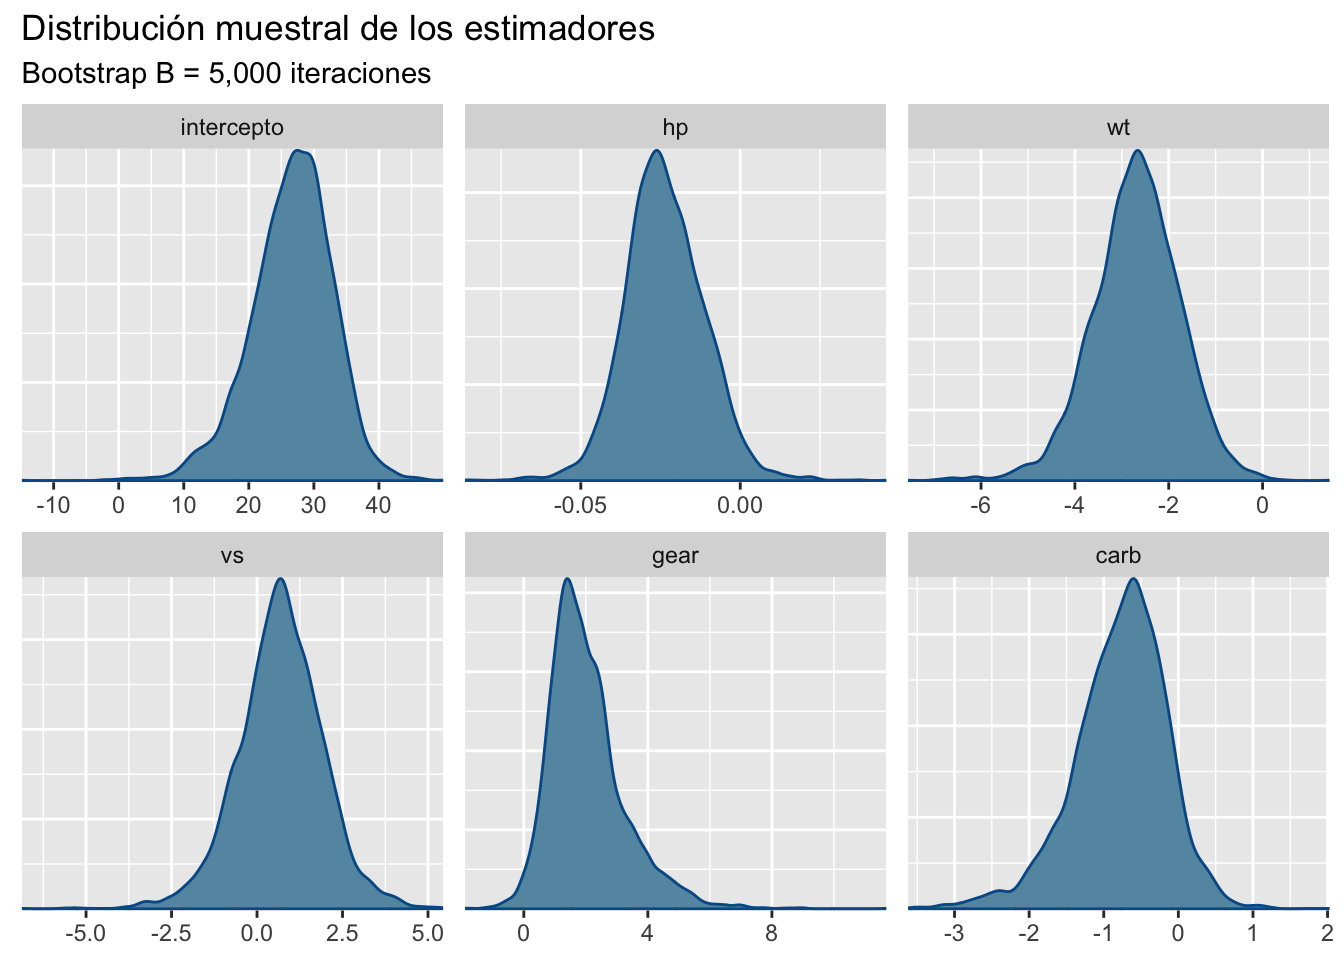 Distribución muestral de los estimadores
Bootstrap B = 5,000 iteraciones
intercepto
hp
wt
-10 0 10 20 30 40
-0.05 0.00
-6 -4 -2 0
vs
gear
carb
-5.0 -2.5 0.0 2.5 5.0
0 4 8
-3 -2 -1 0 1 2